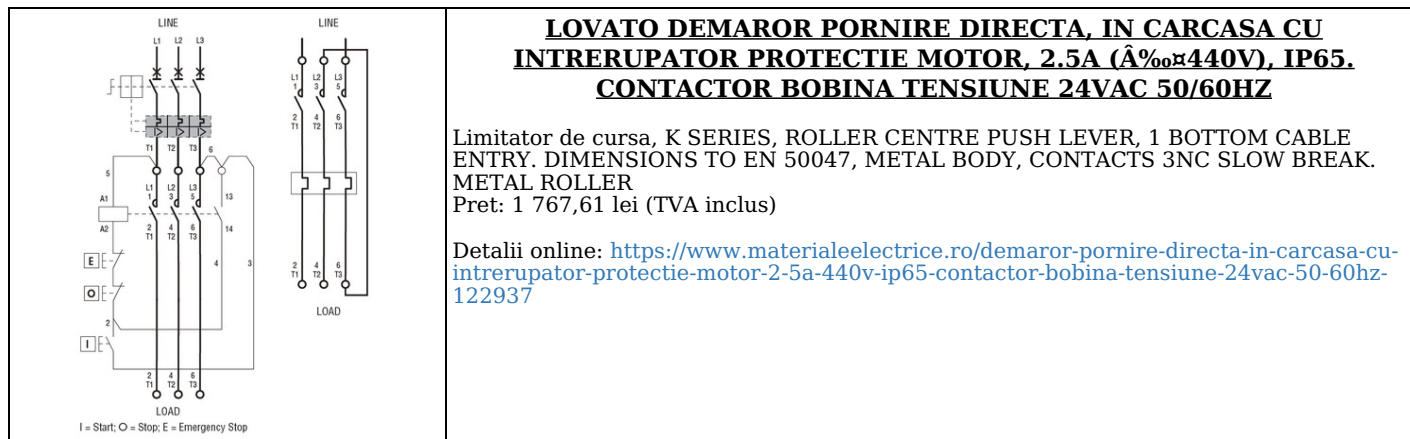 LINE
LINE
L1 L2 L3
L1 L2 L3
1 3 5
2 4 6
T1 T2 T3
T1 T2 T3 6
5
L1 L2 L3
1 3 5 13
A1
A2
2 4 6 14
T1 T2 T3
E
4 3
O
2 4 6
T1 T2 T3
LOAD
2
I
2 4 6
T1 T2 T3
LOAD
I = Start; O = Stop; E = Emergency Stop
LOVATO DEMAROR PORNIRE DIRECTA, IN CARCASA CU
INTRERUPATOR PROTECTIE MOTOR, 2.5A (Â‰¤440V), IP65.
CONTACTOR BOBINA TENSIUNE 24VAC 50/60HZ
Limitator de cursa, K SERIES, ROLLER CENTRE PUSH LEVER, 1 BOTTOM CABLE
ENTRY. DIMENSIONS TO EN 50047, METAL BODY, CONTACTS 3NC SLOW BREAK.
METAL ROLLER
Pret: 1 767,61 lei (TVA inclus)
Detalii online: https://www.materialeelectrice.ro/demaror-pornire-directa-in-carcasa-cu-
intrerupator-protectie-motor-2-5a-440v-ip65-contactor-bobina-tensiune-24vac-50-60hz-
122937